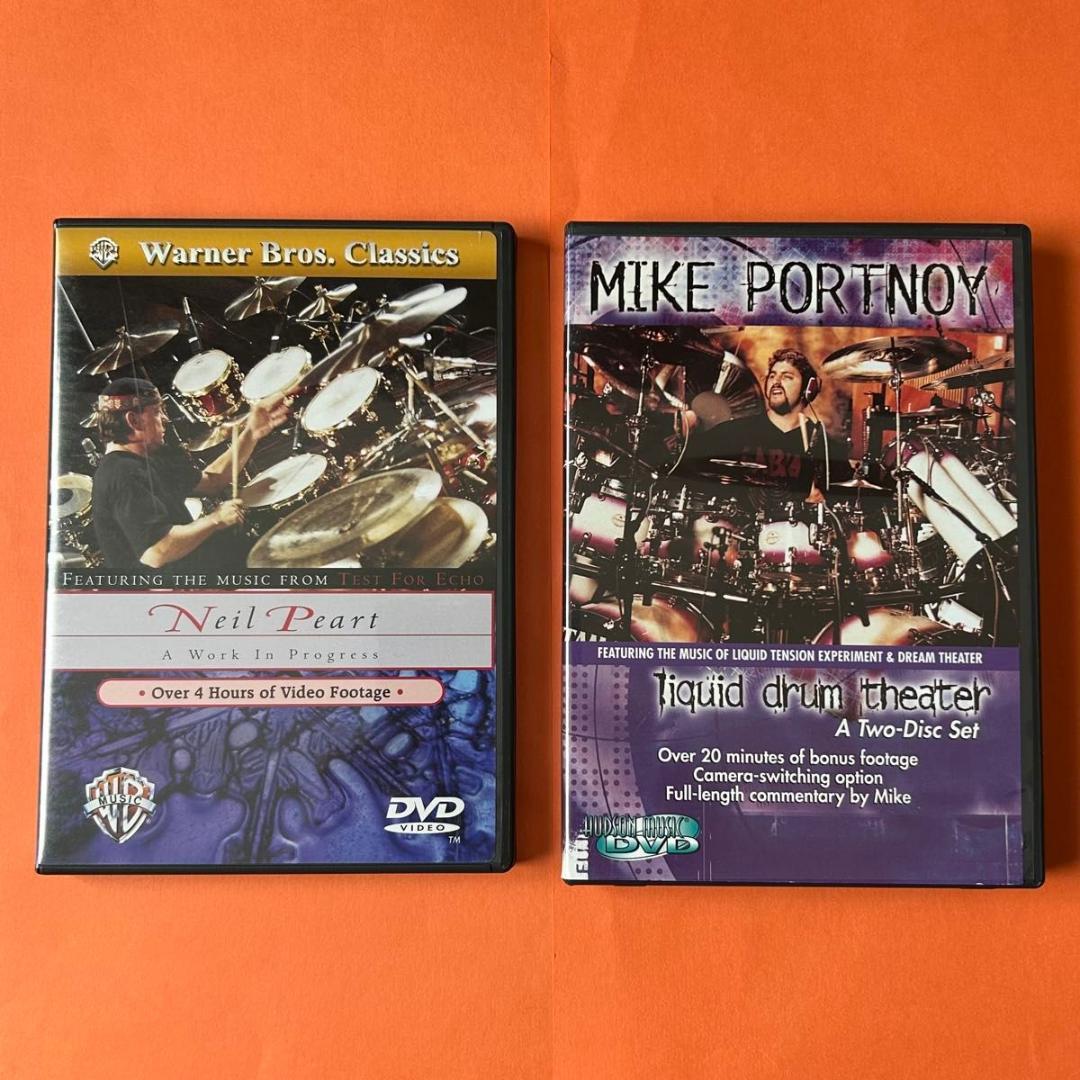 Warner Bros. Classics
FEATURING THE MUSIC FROM TEST FOR ECHO
Neil Peart
A Work In Progress
• Over 4 Hours of Video Footage •
WB
MUSIC
DVD
VIDEO
TM
MIKE PORTNOY
FEATURING THE MUSIC OF LIQUID TENSION EXPERIMENT & DREAM THEATER
liquid drum theater
A Two-Disc Set
Over 20 minutes of bonus footage
Camera-switching option
Full-length commentary by Mike
HUDSON MUSIC
DVD